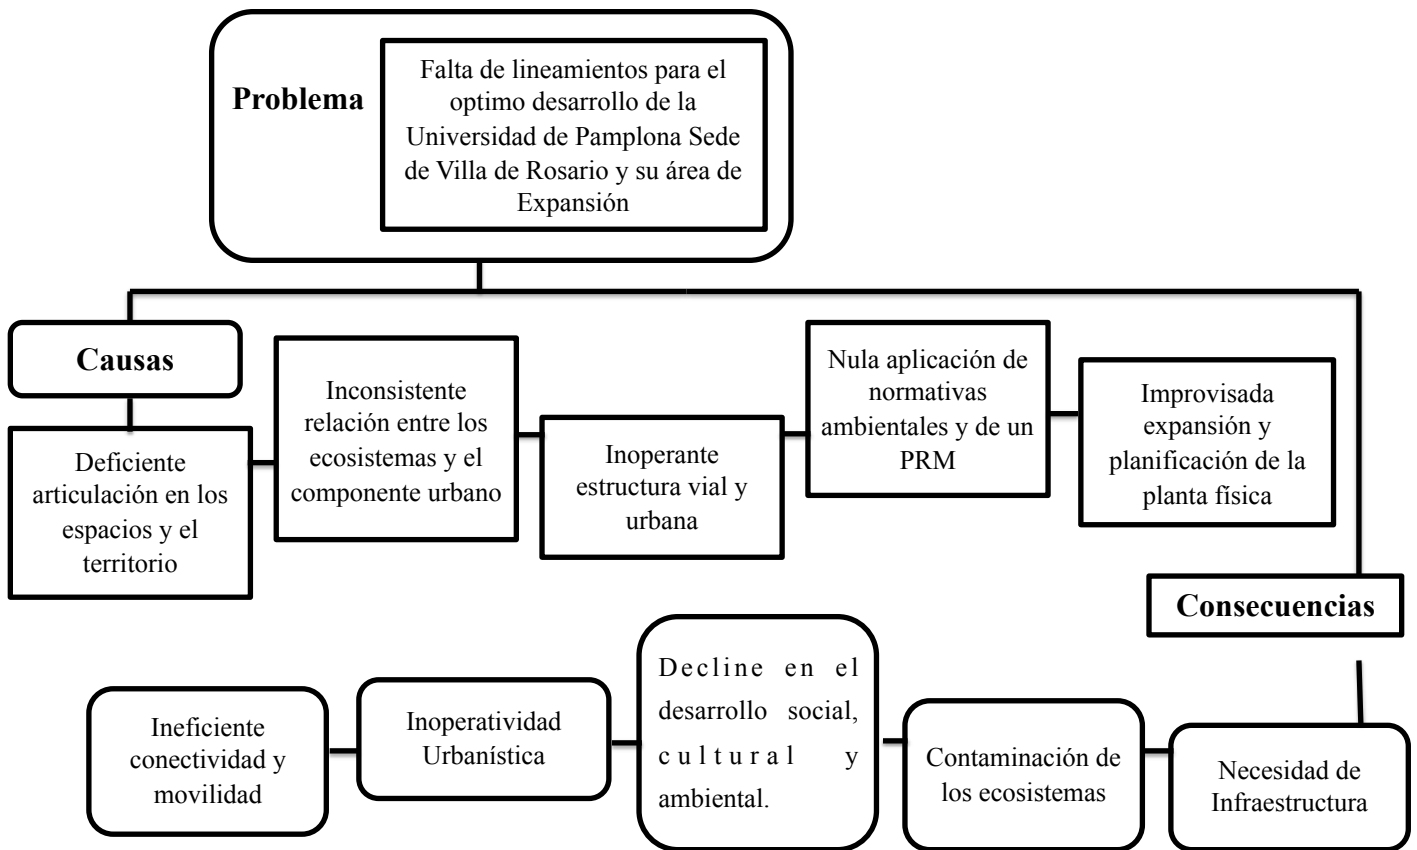 Problema
Falta de lineamientos para el
optimo desarrollo de la
Universidad de Pamplona Sede
de Villa de Rosario y su área de
Expansión
Causas
Deficiente
articulación en los
espacios y el
territorio
Inconsistente
relación entre los
ecosistemas y el
componente urbano
Inoperante
estructura vial y
urbana
Nula aplicación de
normativas
ambientales y de un
PRM
Improvisada
expansión y
planificación de la
planta física
Consecuencias
Ineficiente
conectividad y
movilidad
Inoperatividad
Urbanística
Decline en el
desarrollo social,
cultural y
ambiental.
Contaminación de
los ecosistemas
Necesidad de
Infraestructura